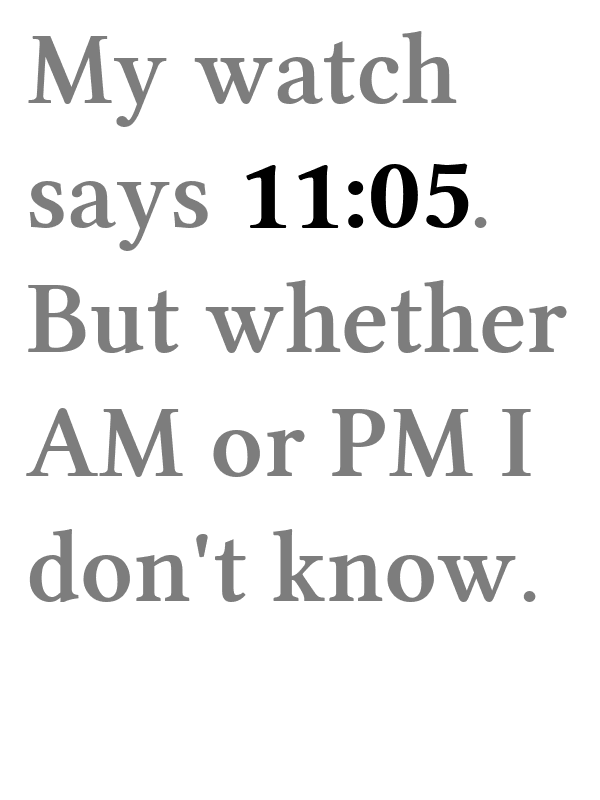 My watch
says 11:05.
But whether
AM or PM I
don't know.